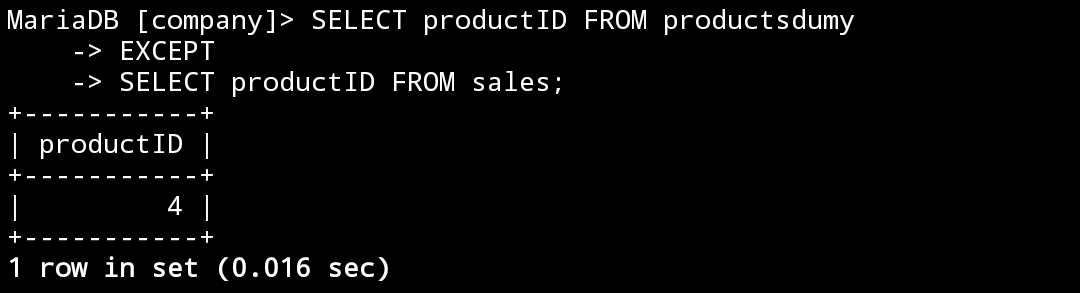 MariaDB [company]> SELECT productID FROM productsdumy
    -> EXCEPT
    -> SELECT productID FROM sales;
+-----------+
| productID |
+-----------+
|         4 |
+-----------+
1 row in set (0.016 sec)